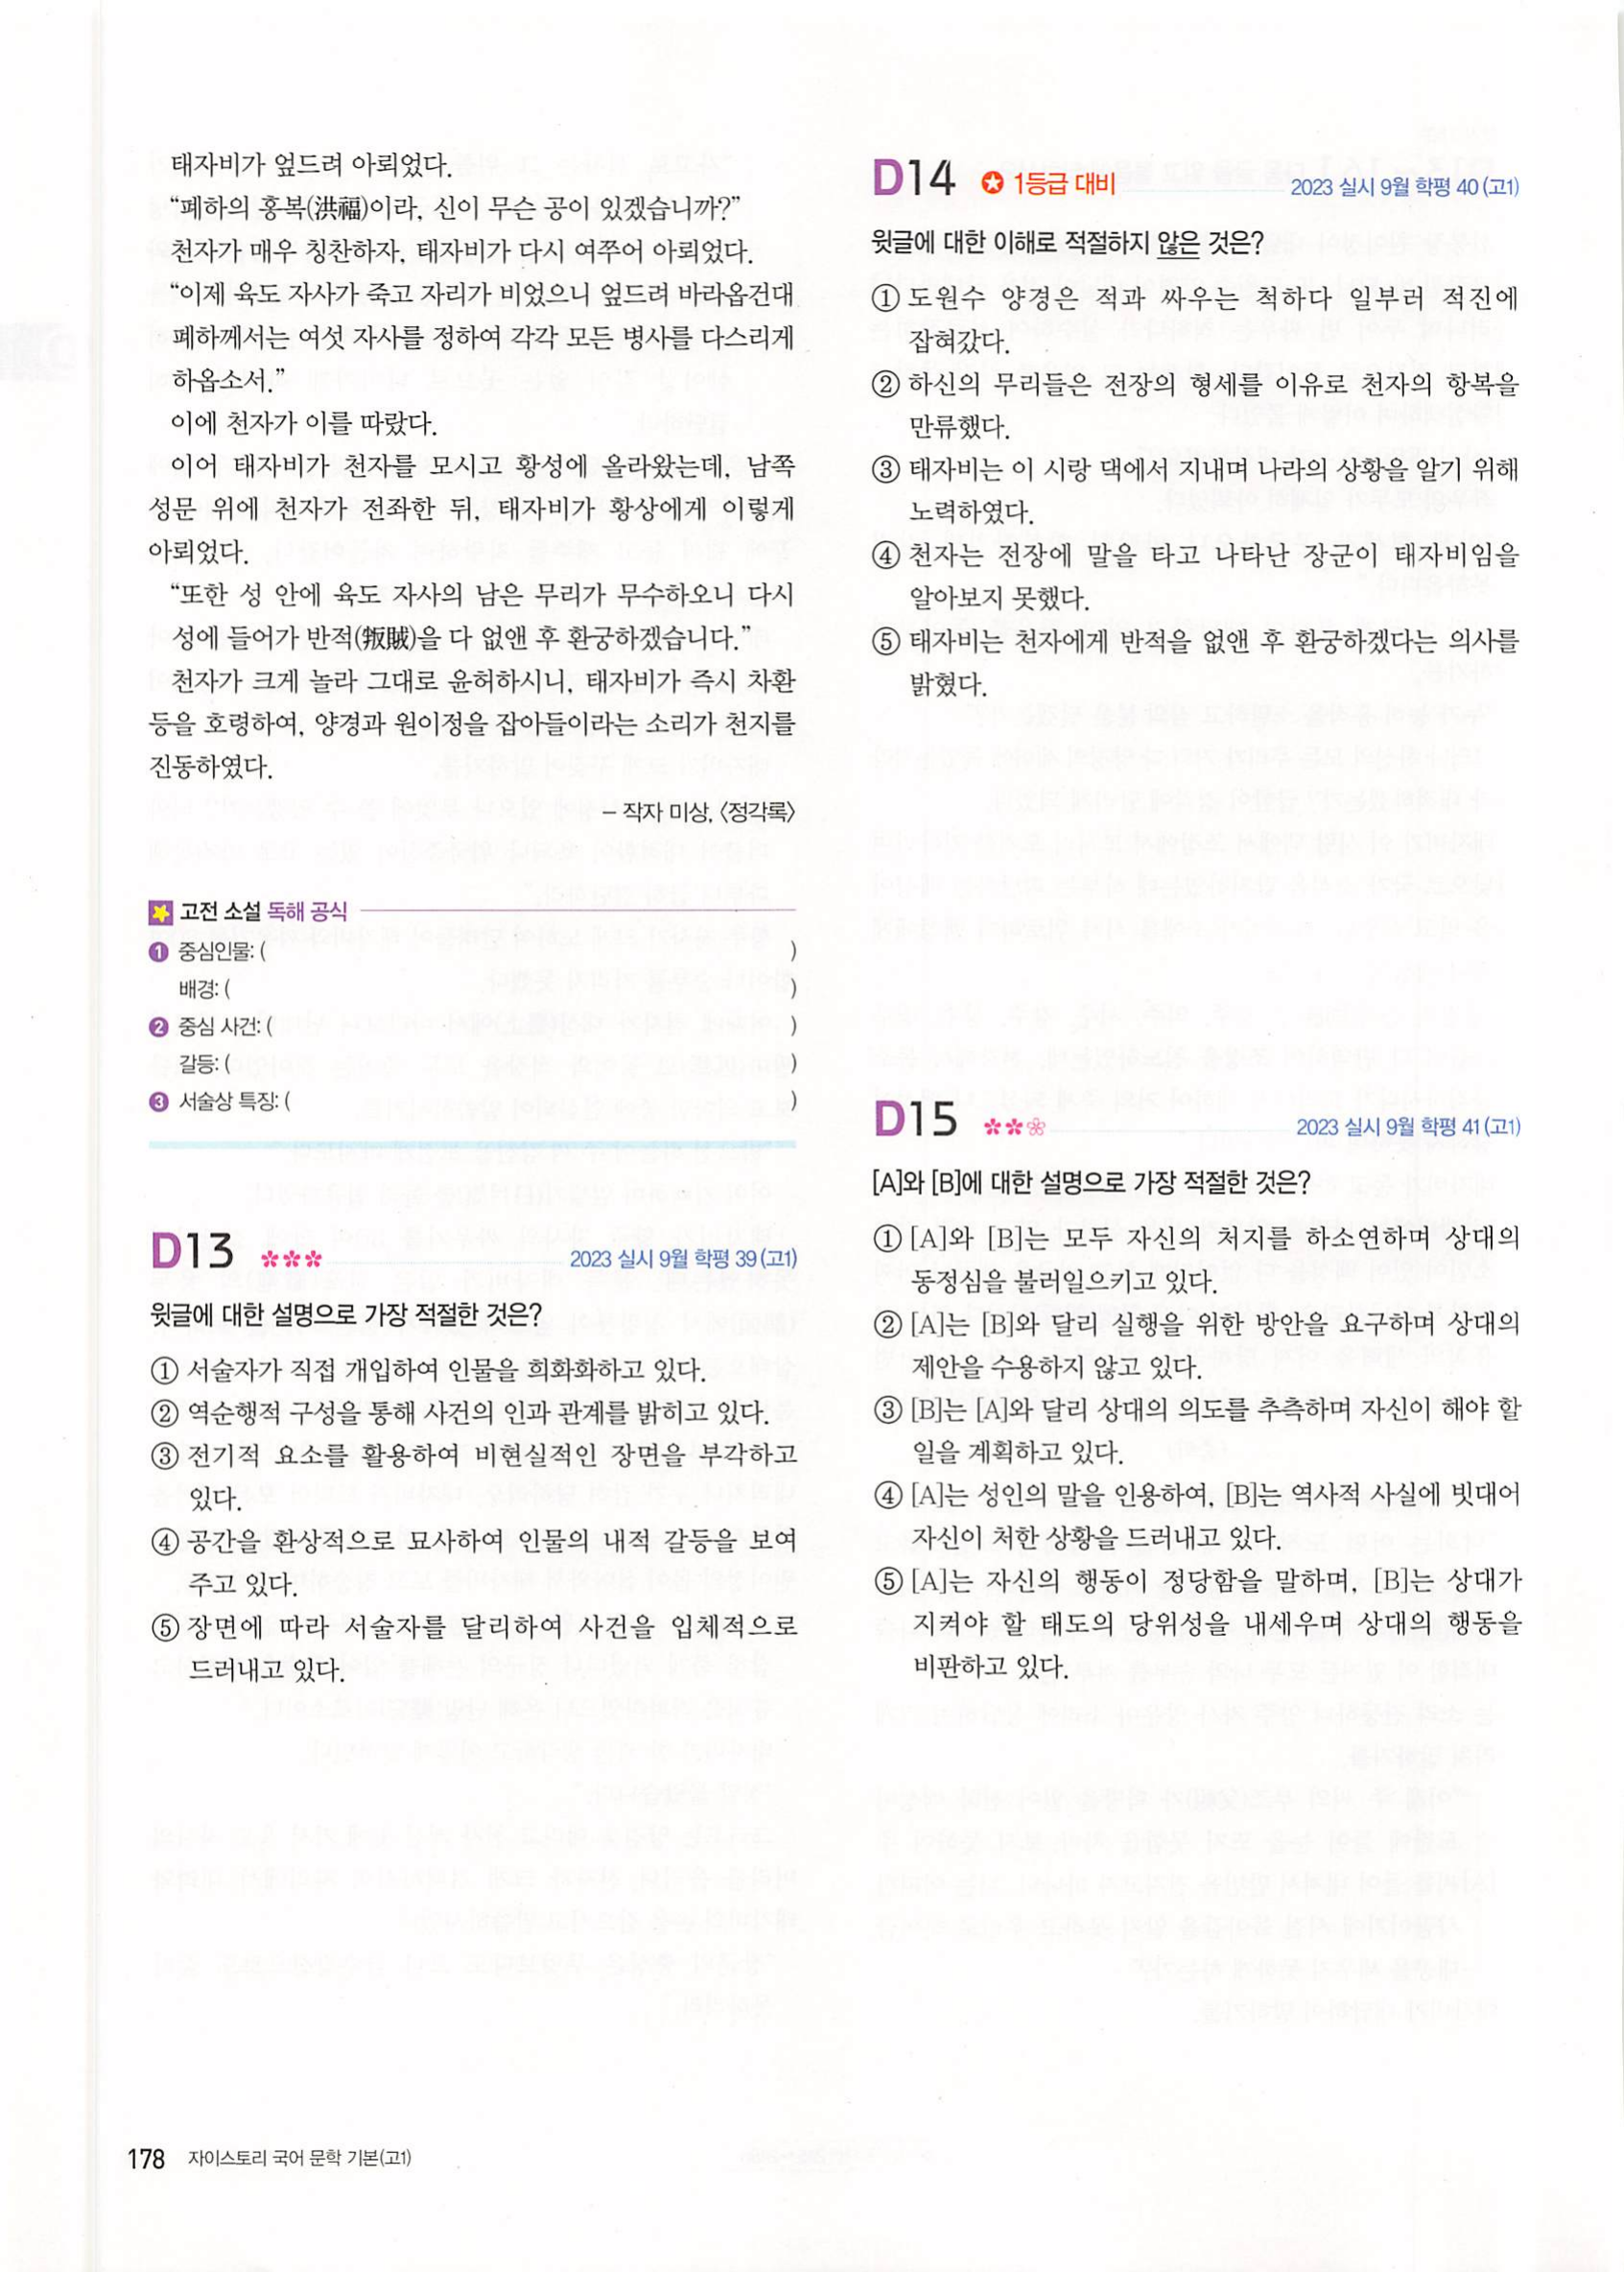 태자비가 엎드려 아뢰었다.
“폐하의 홍복(洪福)이라, 신이 무슨 공이 있겠습니까?”
천자가 매우 칭찬하자, 태자비가 다시 여쭈어 아뢰었다.
“이제 육도 자사가 죽고 자리가 비었으니 엎드려 바라옵건대
폐하께서는 여섯 자사를 정하여 각각 모든 병사를 다스리게
하옵소서.”
이에 천자가 이를 따랐다.
이어 태자비가 천자를 모시고 황성에 올라왔는데, 남쪽
성문 위에 천자가 전좌한 뒤, 태자비가 황상에게 이렇게
아뢰었다.
“또한 성 안에 육도 자사의 남은 무리가 무수하오니 다시
성에 들어가 반적(叛賊)을 다 없앤 후 환궁하겠습니다.”
천자가 크게 놀라 그대로 윤허하시니, 태자비가 즉시 차환
등을 호령하여, 양경과 원이정을 잡아들이라는 소리가 천지를
진동하였다.
– 작자 미상, 〈정각록〉
고전 소설 독해 공식
❶ 중심인물: ( )
배경: ( )
❷ 중심 사건: ( )
갈등: ( )
❸ 서술상 특징: ( )
D13 2023 실시 9월 학평 39(고1)
윗글에 대한 설명으로 가장 적절한 것은?
① 서술자가 직접 개입하여 인물을 희화화하고 있다.
② 역순행적 구성을 통해 사건의 인과 관계를 밝히고 있다.
③ 전기적 요소를 활용하여 비현실적인 장면을 부각하고
있다.
④ 공간을 환상적으로 묘사하여 인물의 내적 갈등을 보여
주고 있다.
⑤ 장면에 따라 서술자를 달리하여 사건을 입체적으로
드러내고 있다.
D14 1등급 대비 2023 실시 9월 학평 40(고1)
윗글에 대한 이해로 적절하지 않은 것은?
① 도원수 양경은 적과 싸우는 척하다 일부러 적진에
잡혀갔다.
② 하신의 무리들은 전장의 형세를 이유로 천자의 항복을
만류했다.
③ 태자비는 이 시랑 댁에서 지내며 나라의 상황을 알기 위해
노력하였다.
④ 천자는 전장에 말을 타고 나타난 장군이 태자비임을
알아보지 못했다.
⑤ 태자비는 천자에게 반적을 없앤 후 환궁하겠다는 의사를
밝혔다.
D15 2023 실시 9월 학평 41(고1)
[A]와 [B]에 대한 설명으로 가장 적절한 것은?
① [A]와 [B]는 모두 자신의 처지를 하소연하며 상대의
동정심을 불러일으키고 있다.
② [A]는 [B]와 달리 실행을 위한 방안을 요구하며 상대의
제안을 수용하지 않고 있다.
③ [B]는 [A]와 달리 상대의 의도를 추측하며 자신이 해야 할
일을 계획하고 있다.
④ [A]는 성인의 말을 인용하여, [B]는 역사적 사실에 빗대어
자신이 처한 상황을 드러내고 있다.
⑤ [A]는 자신의 행동이 정당함을 말하며, [B]는 상대가
지켜야 할 태도의 당위성을 내세우며 상대의 행동을
비판하고 있다.
178 자이스토리 국어 문학 기본(고1)